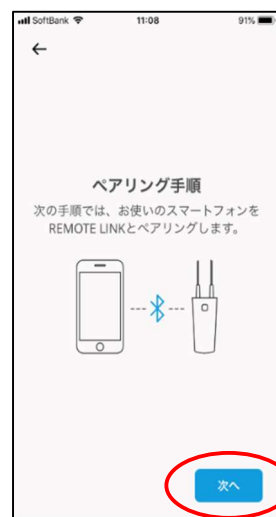 SoftBank 11:08 91%
ペアリング手順
次の手順では、お使いのスマートフォンを
REMOTE LINKとペアリングします。
次へ